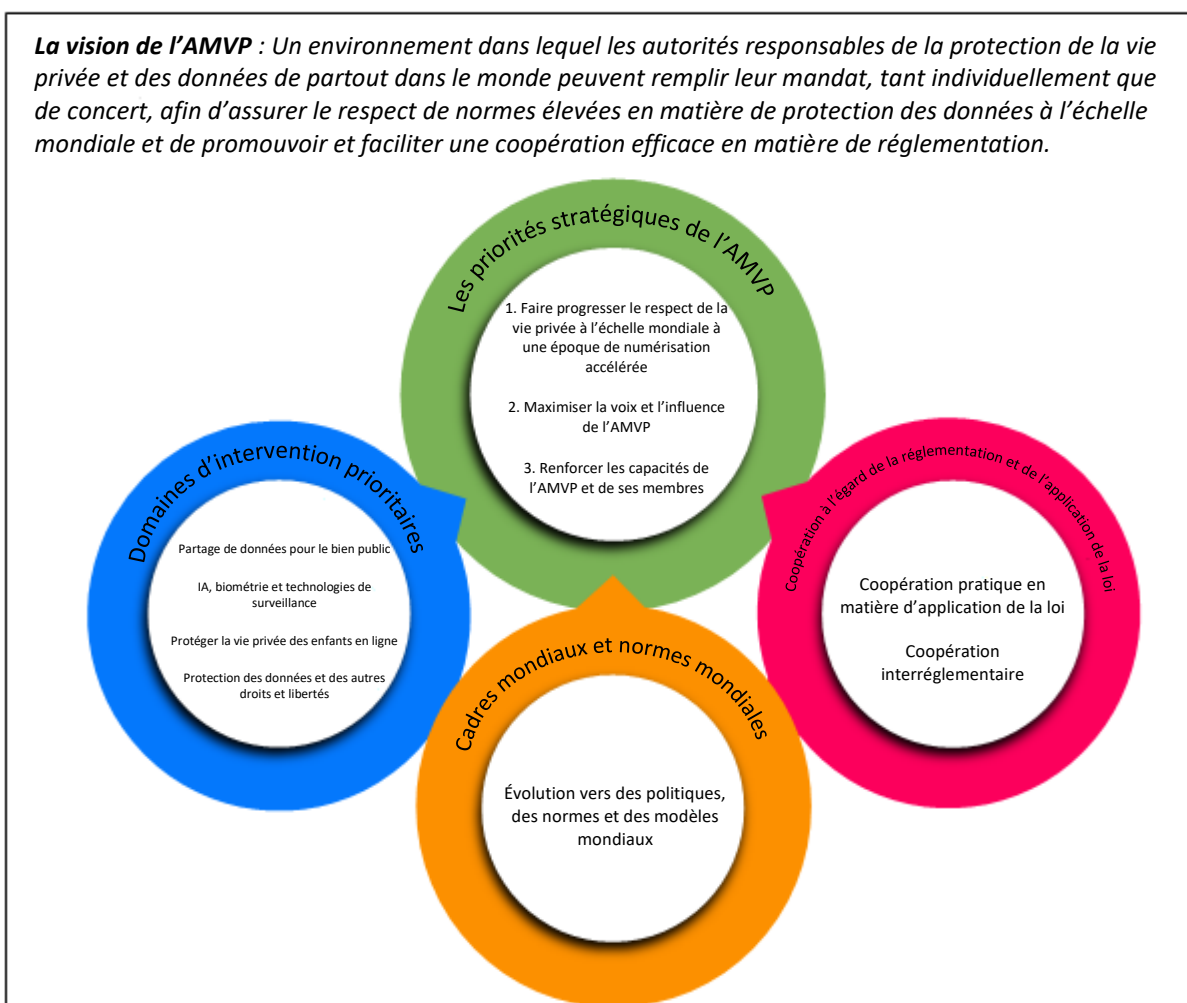 La vision de l’AMVP : Un environnement dans lequel les autorités responsables de la protection de la vie
privée et des données de partout dans le monde peuvent remplir leur mandat, tant individuellement que
de concert, afin d’assurer le respect de normes élevées en matière de protection des données à l’échelle
mondiale et de promouvoir et faciliter une coopération efficace en matière de réglementation.
Les priorités stratégiques de l’AMVP
1. Faire progresser le respect de la
vie privée à l’échelle mondiale à
une époque de numérisation
accélérée
2. Maximiser la voix et l’influence
de l’AMVP
3. Renforcer les capacités de
l’AMVP et de ses membres
Domaines d’intervention prioritaires
Partage de données pour le bien public
IA, biométrie et technologies de
surveillance
Protéger la vie privée des enfants en ligne
Protection des données et des autres
droits et libertés
Coopération à l’égard de la réglementation et de l’application de la loi
Coopération pratique en
matière d’application de la loi
Coopération
interréglementaire
Cadres mondiaux et normes mondiales
Évolution vers des politiques,
des normes et des modèles
mondiaux